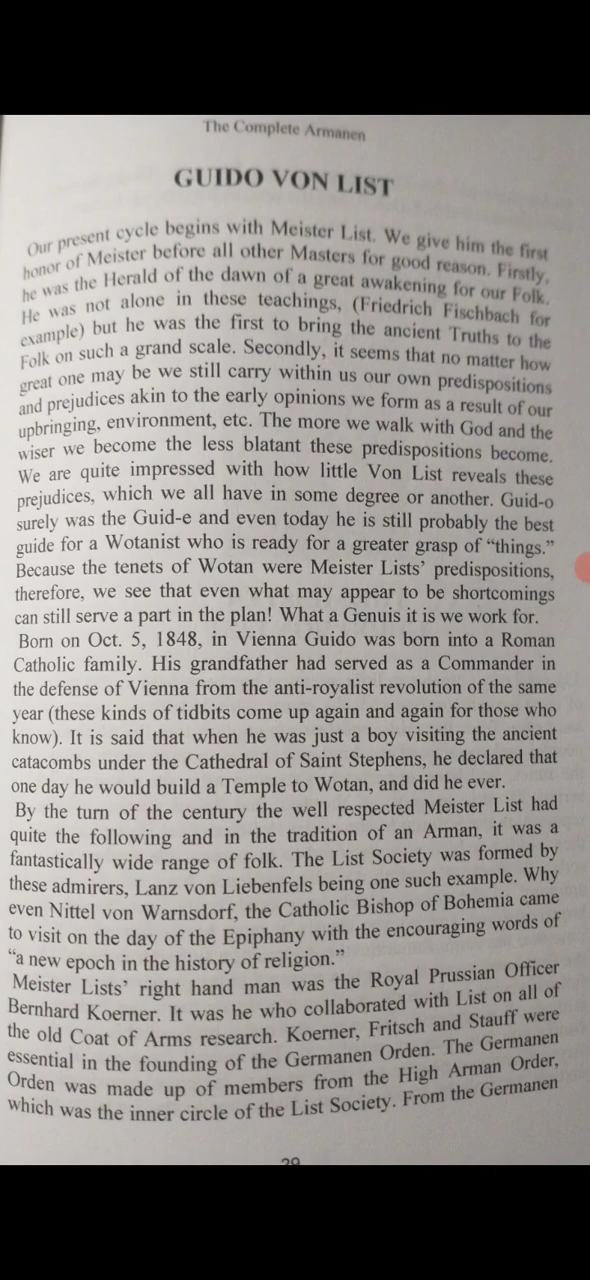 The Complete Armanen
GUIDO VON LIST
Our present cycle begins with Meister List. We give him the first
honor of Meister before all other Masters for good reason. Firstly,
he was the Herald of the dawn of a great awakening for our Folk.
He was not alone in these teachings, (Friedrich Fischbach for
example) but he was the first to bring the ancient Truths to the
Folk on such a grand scale. Secondly, it seems that no matter how
great one may be we still carry within us our own predispositions
and prejudices akin to the early opinions we form as a result of our
upbringing, environment, etc. The more we walk with God and the
wiser we become the less blatant these predispositions become.
We are quite impressed with how little Von List reveals these
prejudices, which we all have in some degree or another. Guid-o
surely was the Guid-e and even today he is still probably the best
guide for a Wotanist who is ready for a greater grasp of “things.”
Because the tenets of Wotan were Meister Lists’ predispositions,
therefore, we see that even what may appear to be shortcomings
can still serve a part in the plan! What a Genuis it is we work for.
Born on Oct. 5, 1848, in Vienna Guido was born into a Roman
Catholic family. His grandfather had served as a Commander in
the defense of Vienna from the anti-royalist revolution of the same
year (these kinds of tidbits come up again and again for those who
know). It is said that when he was just a boy visiting the ancient
catacombs under the Cathedral of Saint Stephens, he declared that
one day he would build a Temple to Wotan, and did he ever.
By the turn of the century the well respected Meister List had
quite the following and in the tradition of an Arman, it was a
fantastically wide range of folk. The List Society was formed by
these admirers, Lanz von Liebenfels being one such example. Why
even Nittel von Warnsdorf, the Catholic Bishop of Bohemia came
to visit on the day of the Epiphany with the encouraging words of
“a new epoch in the history of religion.”
Meister Lists’ right hand man was the Royal Prussian Officer
Bernhard Koerner. It was he who collaborated with List on all of
the old Coat of Arms research. Koerner, Fritsch and Stauff were
essential in the founding of the Germanen Orden. The Germanen
Orden was made up of members from the High Arman Order,
which was the inner circle of the List Society. From the Germanen